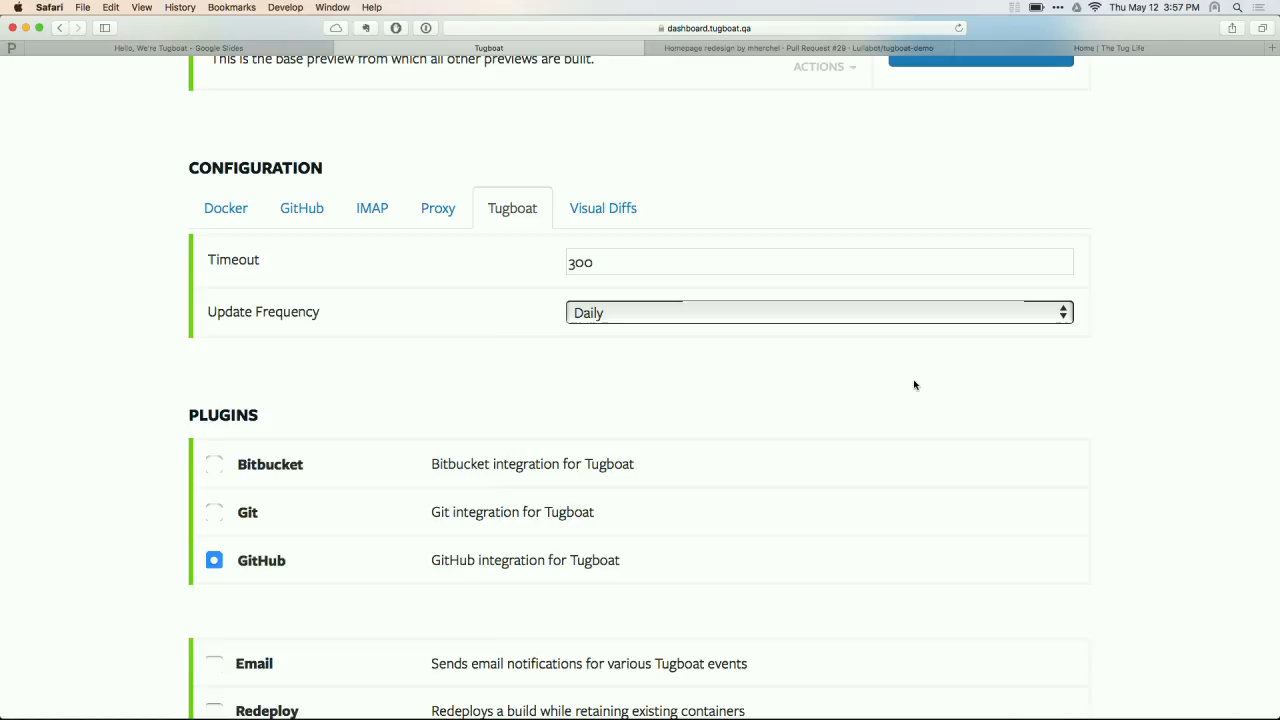 Safari File Edit View History Bookmarks Develop Window Help Thu May 12 3:57 PM
dashboard.tugboat.qa
Hello, We're Tugboat - Google Slides Tugboat Homepage redesign by mherchel · Pull Request #29 · Lullabot/tugboat-demo Home | The Tug Life
This is the base preview from which all other previews are built.
ACTIONS
CONFIGURATION
Docker GitHub IMAP Proxy Tugboat Visual Diffs
Timeout 300
Update Frequency Daily
PLUGINS
Bitbucket Bitbucket integration for Tugboat
Git Git integration for Tugboat
GitHub GitHub integration for Tugboat
Email Sends email notifications for various Tugboat events
Redeploy Redeploys a build while retaining existing containers